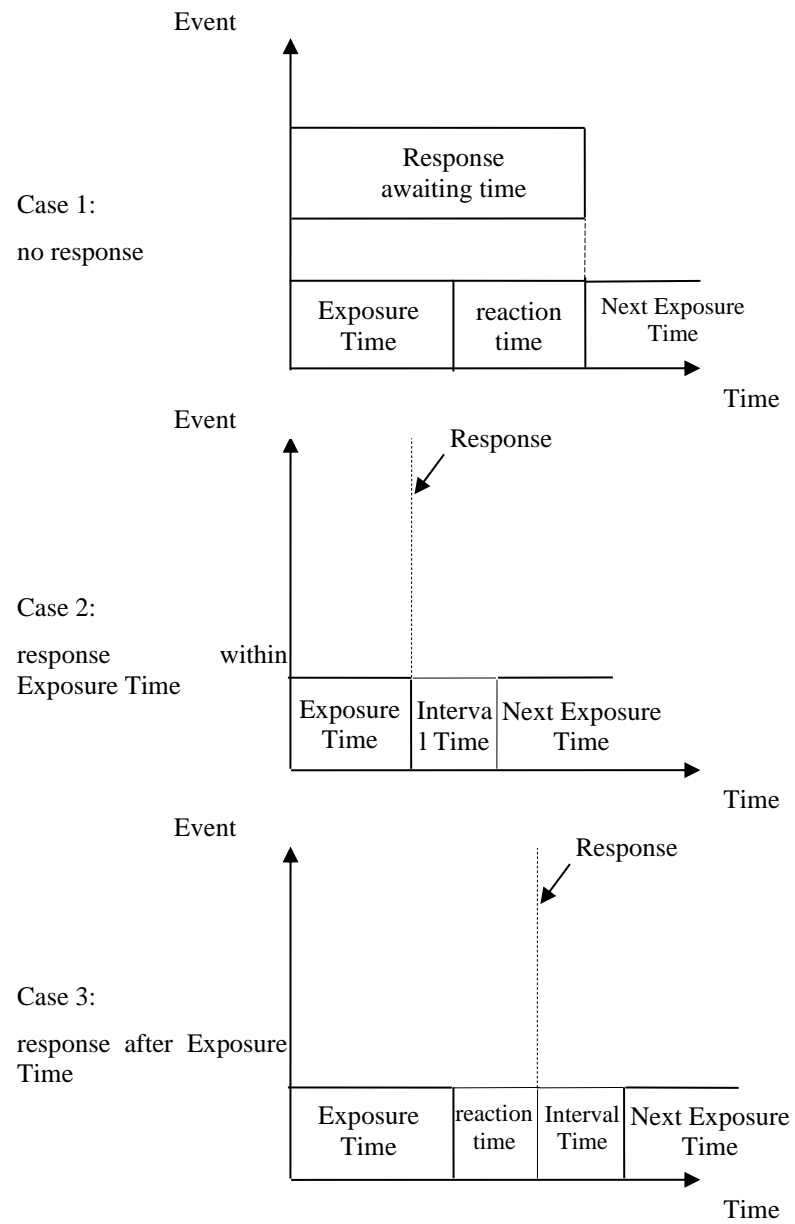 Event
Response
awaiting time
Case 1:
no response
Exposure
Time
reaction
time
Next Exposure
Time
Time
Event
Response
Case 2:
response within
Exposure Time
Exposure
Time
Interva
l Time
Next Exposure
Time
Time
Event
Response
Case 3:
response after Exposure
Time
Exposure
Time
reaction
time
Interval
Time
Next Exposure
Time
Time